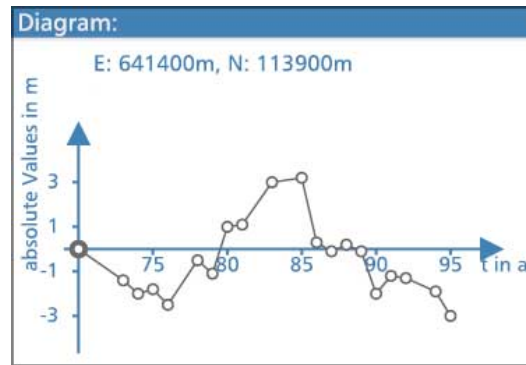 Diagram:
E: 641400m, N: 113900m
absolute Values in m
3
1
-1
-3
75 80 85 90 95 t in a